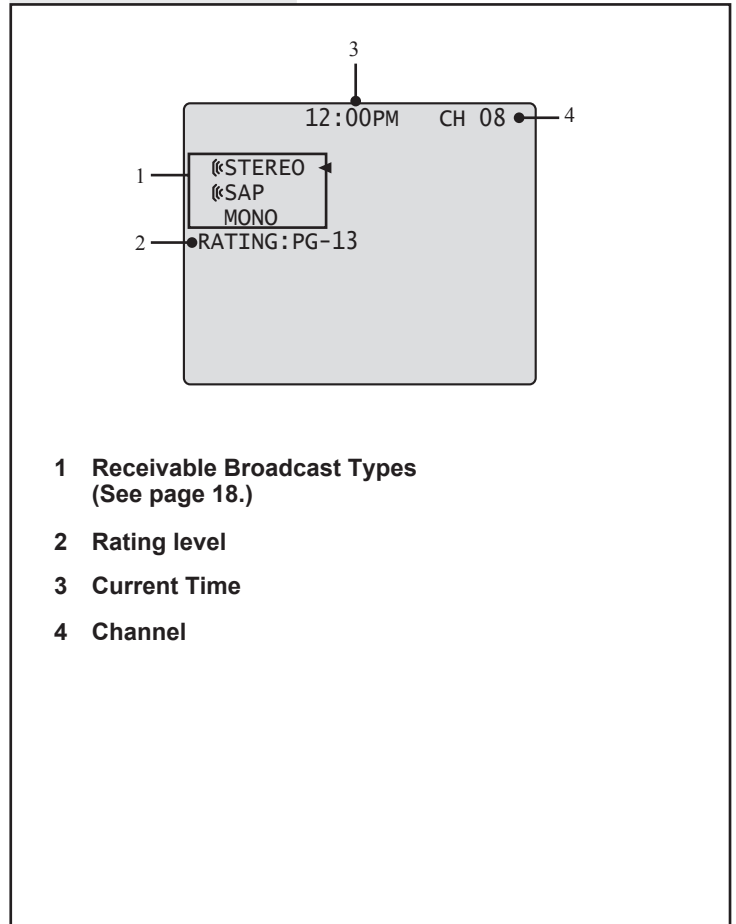 3
12:00PM CH 08 4
1 STEREO
SAP
MONO
2 RATING:PG-13
1 Receivable Broadcast Types
(See page 18.)
2 Rating level
3 Current Time
4 Channel